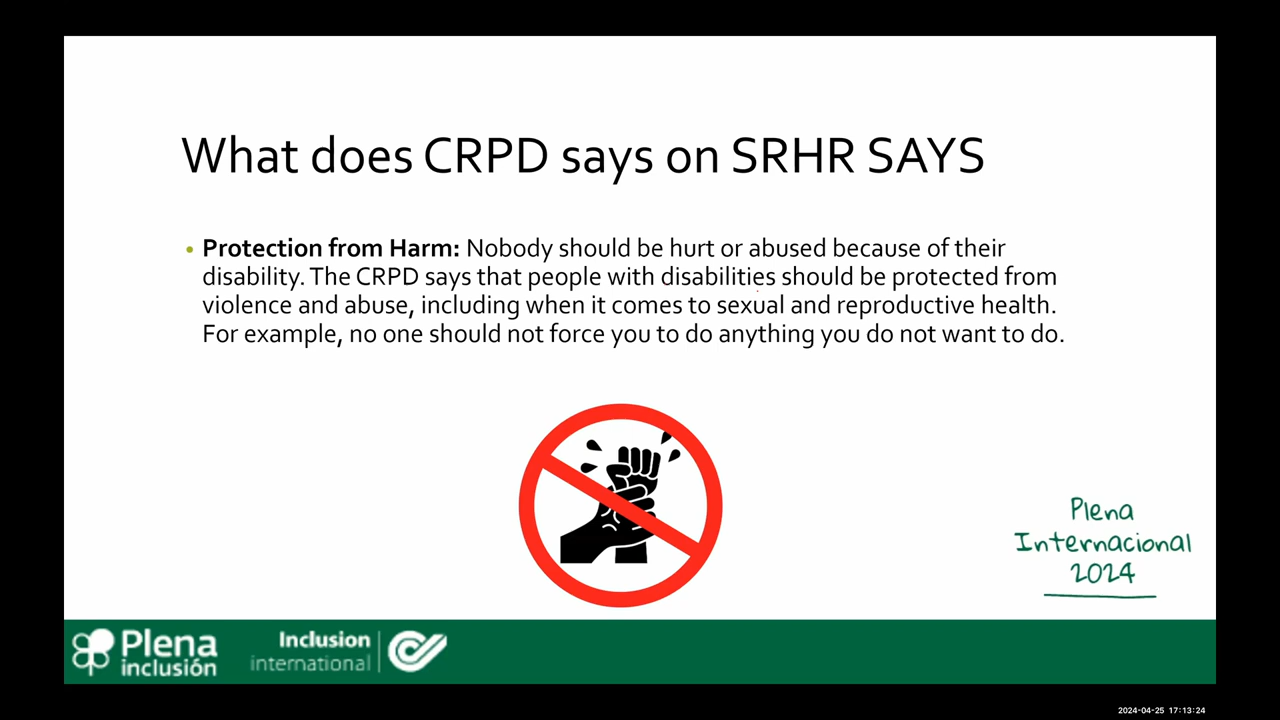 What does CRPD says on SRHR SAYS
• Protection from Harm: Nobody should be hurt or abused because of their
disability. The CRPD says that people with disabilities should be protected from
violence and abuse, including when it comes to sexual and reproductive health.
For example, no one should not force you to do anything you do not want to do.
Plena
Internacional
2024
Plena
inclusión
Inclusion
international
2024-04-25 17:13:24